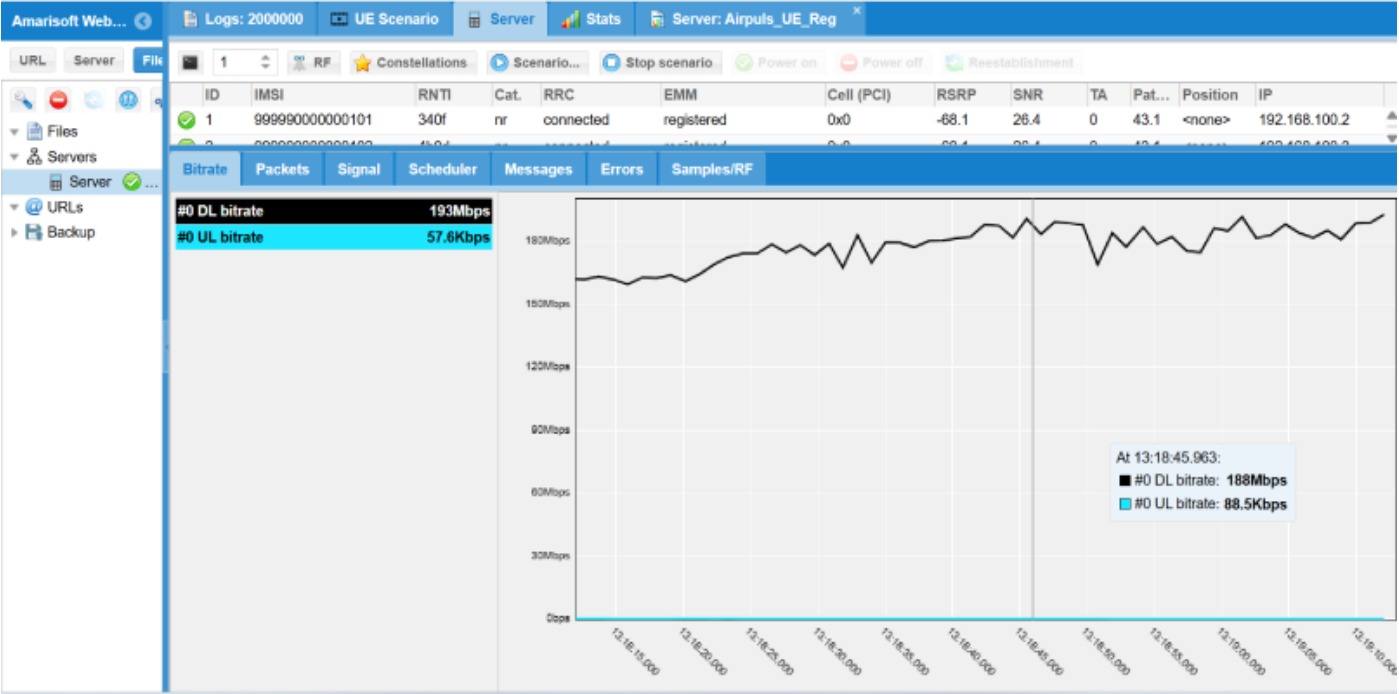 Amarisoft Web...
Logs: 2000000 UE Scenario Server Stats Server: Airpuls_UE_Reg
URL Server File
1 RF Constellations Scenario... Stop scenario Power on Power off Reestablishment
ID IMSI RNTI Cat. RRC EMM Cell (PCI) RSRP SNR TA Pat... Position IP
1 999990000000101 340f nr connected registered 0x0 -68.1 26.4 0 43.1 <none> 192.168.100.2
Files
Servers
Server ...
URLs
Backup
Bitrate Packets Signal Scheduler Messages Errors Samples/RF
#0 DL bitrate 193Mbps
#0 UL bitrate 57.6Kbps
180Mbps
150Mbps
120Mbps
90Mbps
60Mbps
30Mbps
0bps
At 13:18:45.963:
#0 DL bitrate: 188Mbps
#0 UL bitrate: 88.5Kbps
13:18:15.000 13:18:20.000 13:18:25.000 13:18:30.000 13:18:35.000 13:18:40.000 13:18:45.000 13:18:50.000 13:18:55.000 13:19:00.000 13:19:05.000 13:19:10.000